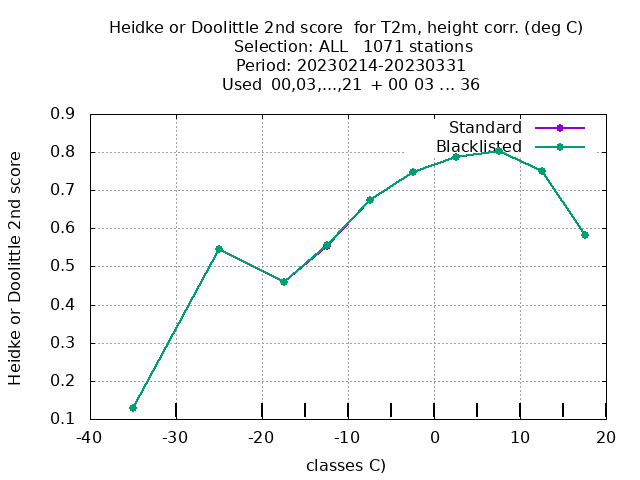 Heidke or Doolittle 2nd score  for T2m, height corr. (deg C)
Selection: ALL   1071 stations
Period: 20230214-20230331
Used  00,03,...,21  + 00 03 ... 36
Standard
Blacklisted
Heidke or Doolittle 2nd score
0.9
0.8
0.7
0.6
0.5
0.4
0.3
0.2
0.1
-40 -30 -20 -10 0 10 20
classes C)